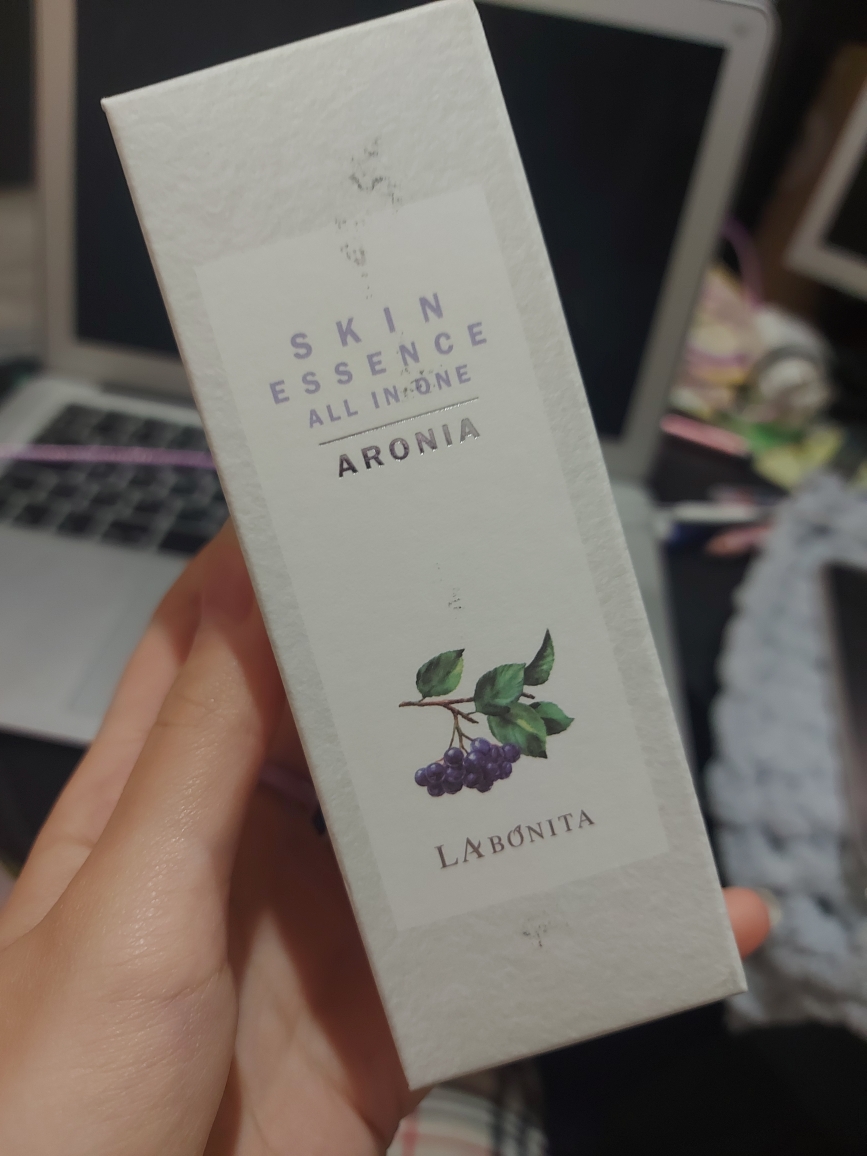 SKIN
ESSENCE
ALL IN ONE
ARONIA
LABONITA